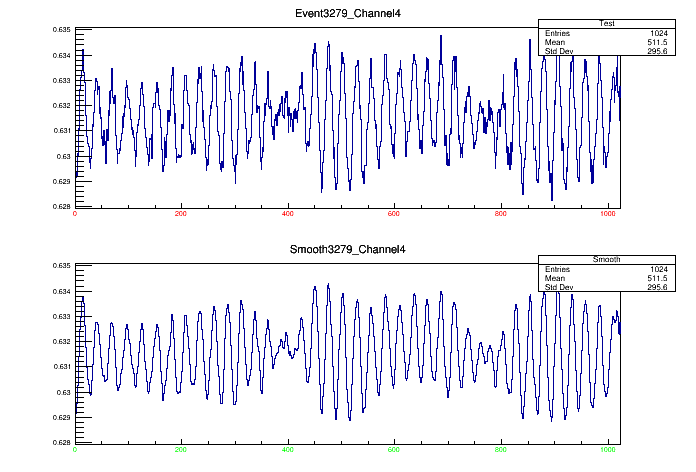 Event3279_Channel4
Test
Entries 1024
Mean 511.5
Std Dev 295.6
0.635
0.634
0.633
0.632
0.631
0.63
0.629
0.628
0 200 400 600 800 1000
Smooth3279_Channel4
Smooth
Entries 1024
Mean 511.5
Std Dev 295.6
0.635
0.634
0.633
0.632
0.631
0.63
0.629
0.628
0 200 400 600 800 1000